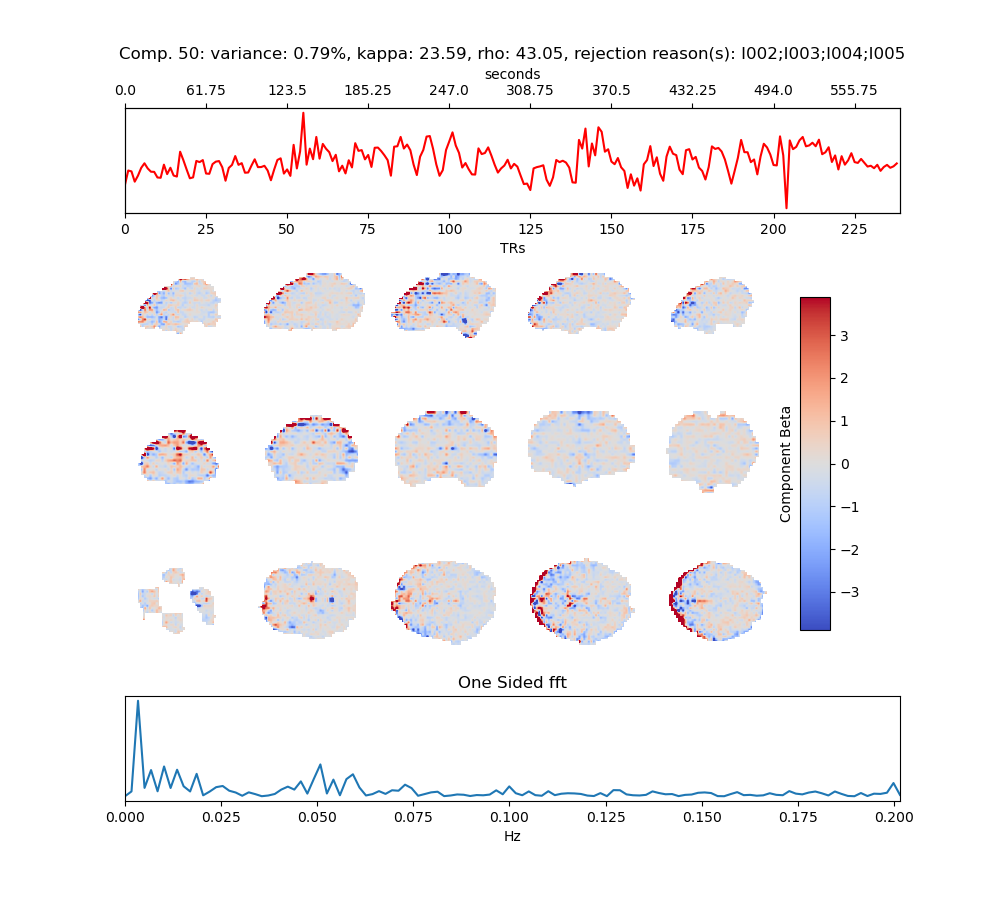 Comp. 50: variance: 0.79%, kappa: 23.59, rho: 43.05, rejection reason(s): I002;I003;I004;I005
seconds
0.0 61.75 123.5 185.25 247.0 308.75 370.5 432.25 494.0 555.75
0 25 50 75 100 125 150 175 200 225
TRs
3
2
1
0
−1
−2
−3
Component Beta
One Sided fft
0.000 0.025 0.050 0.075 0.100 0.125 0.150 0.175 0.200
Hz